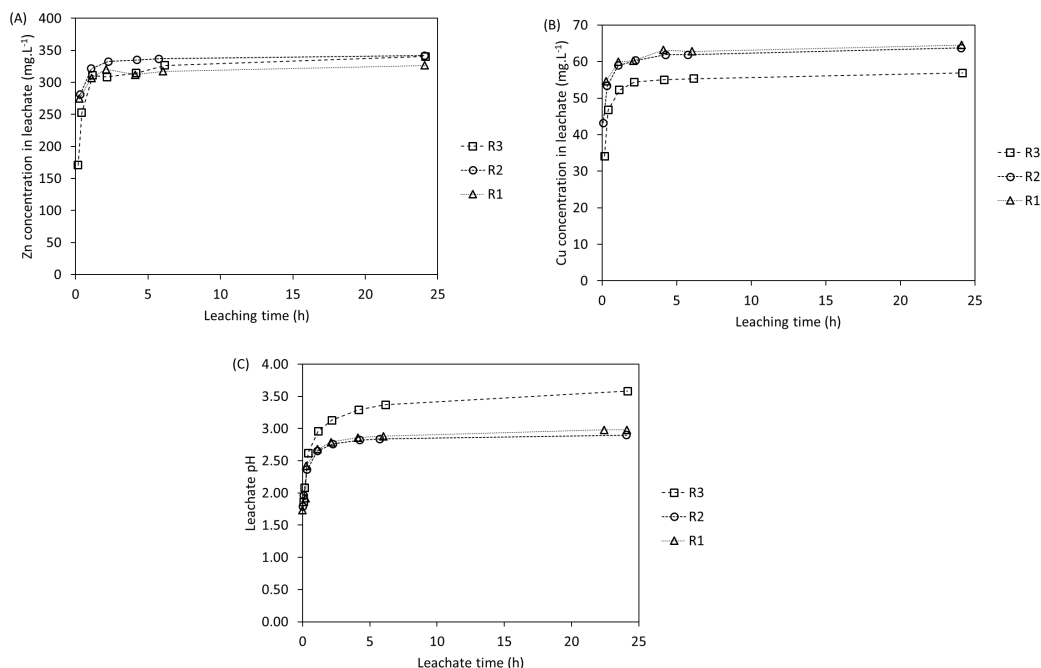 (A)
Zn concentration in leachate (mg.L-1)
400
350
300
250
200
150
100
50
0
0 5 10 15 20 25
Leaching time (h)
R3
R2
R1
(B)
Cu concentration in leachate (mg.L-1)
70
60
50
40
30
20
10
0
0 5 10 15 20 25
Leaching time (h)
R3
R2
R1
(C)
Leachate pH
4.00
3.50
3.00
2.50
2.00
1.50
1.00
0.50
0.00
0 5 10 15 20 25
Leachate time (h)
R3
R2
R1